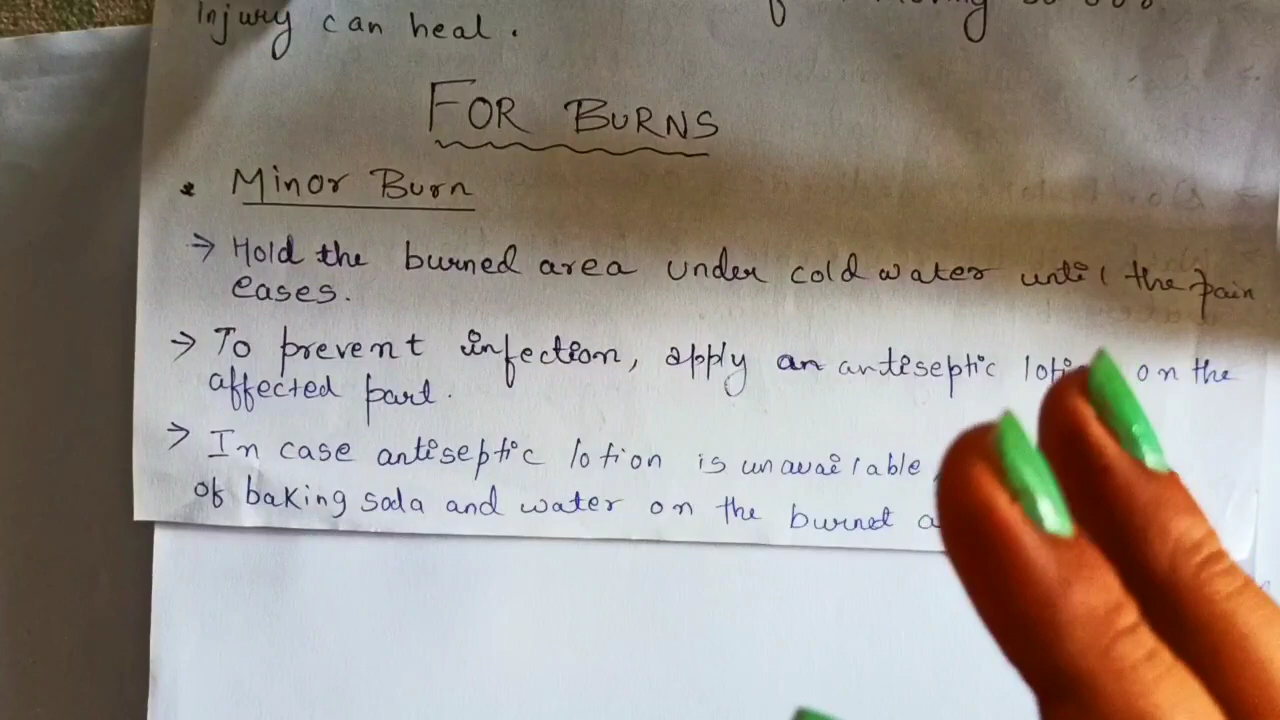 injury can heal.
FOR BURNS
* Minor Burn
→ Hold the burned area under cold water until the pain
eases.
→ To prevent infection, apply an antiseptic on the
affected part.
→ In case antiseptic lotion is unavailable
of baking soda and water on the burnt